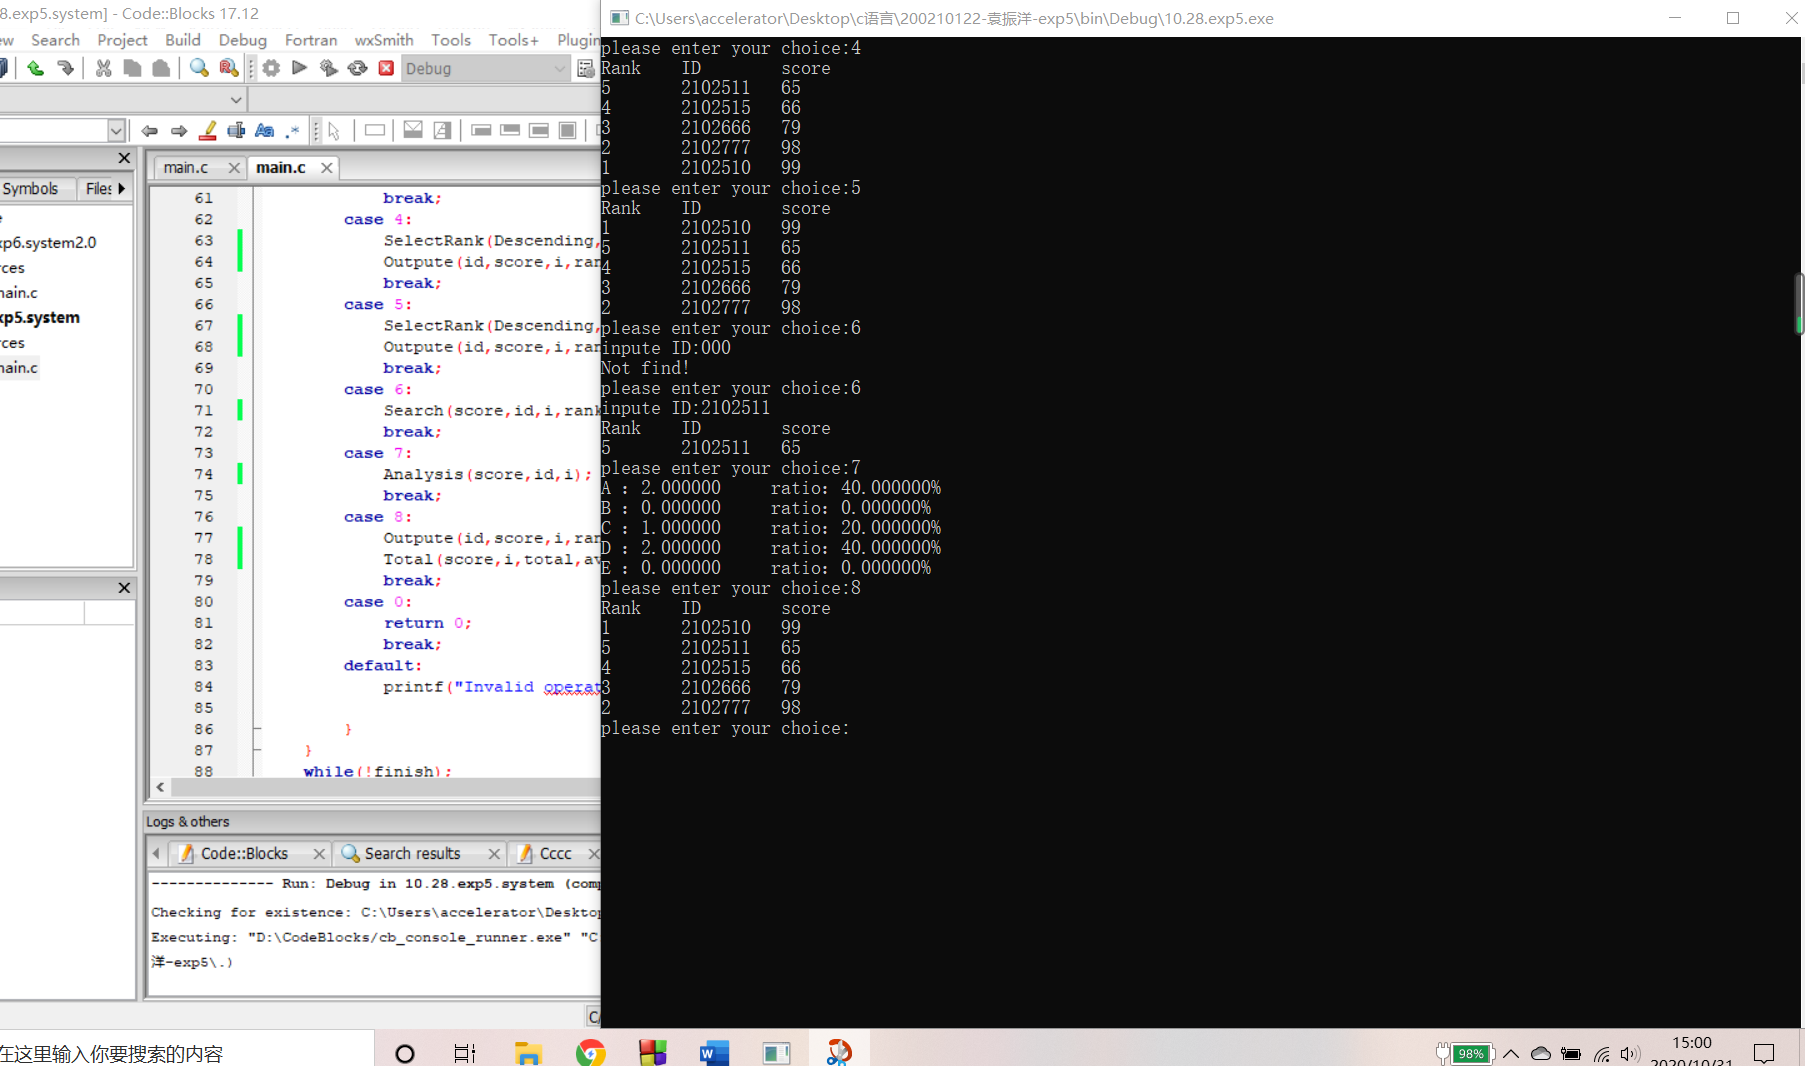 8.exp5.system] - Code::Blocks 17.12
Search Project Build Debug Fortran wxSmith Tools Tools+ Plugin
Debug
main.c main.c
Symbols Files
xp6.system2.0
main.c
xp5.system
main.c
61 break;
62 case 4:
63 SelectRank(Descending,
64 Outpute(id,score,i,ran
65 break;
66 case 5:
67 SelectRank(Descending,
68 Outpute(id,score,i,ran
69 break;
70 case 6:
71 Search(score,id,i,rank
72 break;
73 case 7:
74 Analysis(score,id,i);
75 break;
76 case 8:
77 Outpute(id,score,i,ran
78 Total(score,i,total,av
79 break;
80 case 0:
81 return 0;
82 break;
83 default:
84 printf("Invalid operat
85
86 }
87 }
88 while(!finish);
Logs & others
Code::Blocks Search results Cccc
-------------- Run: Debug in 10.28.exp5.system (comp
Checking for existence: C:\Users\accelerator\Desktop
Executing: "D:\CodeBlocks/cb_console_runner.exe" "C
洋-exp5\.)
C:\Users\accelerator\Desktop\c语言\200210122-袁振洋-exp5\bin\Debug\10.28.exp5.exe
please enter your choice:4
Rank ID score
5 2102511 65
4 2102515 66
3 2102666 79
2 2102777 98
1 2102510 99
please enter your choice:5
Rank ID score
1 2102510 99
5 2102511 65
4 2102515 66
3 2102666 79
2 2102777 98
please enter your choice:6
inpute ID:000
Not find!
please enter your choice:6
inpute ID:2102511
Rank ID score
5 2102511 65
please enter your choice:7
A : 2.000000 ratio: 40.000000%
B : 0.000000 ratio: 0.000000%
C : 1.000000 ratio: 20.000000%
D : 2.000000 ratio: 40.000000%
E : 0.000000 ratio: 0.000000%
please enter your choice:8
Rank ID score
1 2102510 99
5 2102511 65
4 2102515 66
3 2102666 79
2 2102777 98
please enter your choice:
在这里输入你要搜索的内容
98%
15:00
2020/10/31